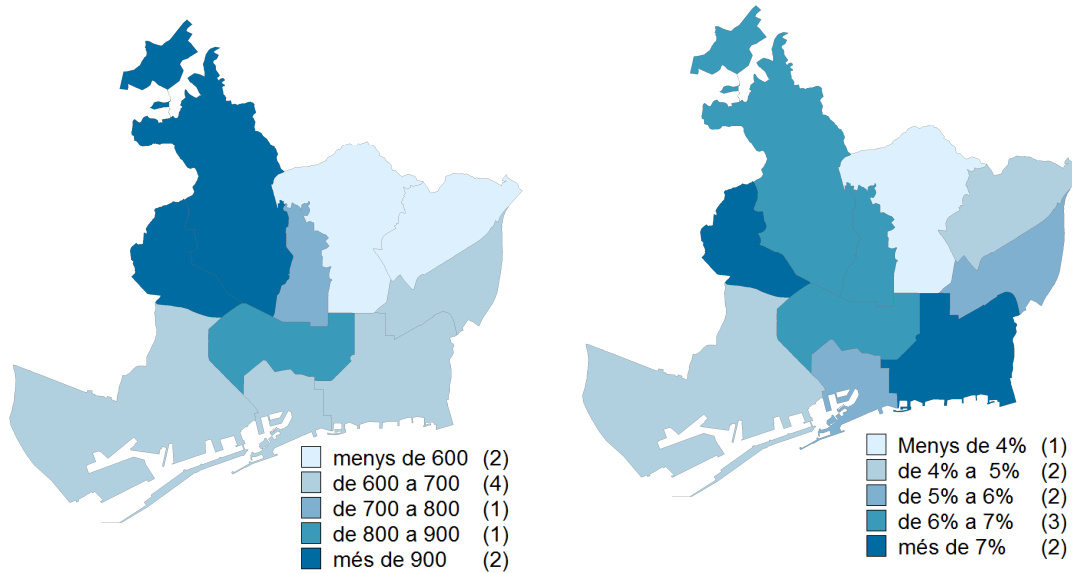 menys de 600 (2)
de 600 a 700 (4)
de 700 a 800 (1)
de 800 a 900 (1)
més de 900 (2)
Menys de 4% (1)
de 4% a 5% (2)
de 5% a 6% (2)
de 6% a 7% (3)
més de 7% (2)